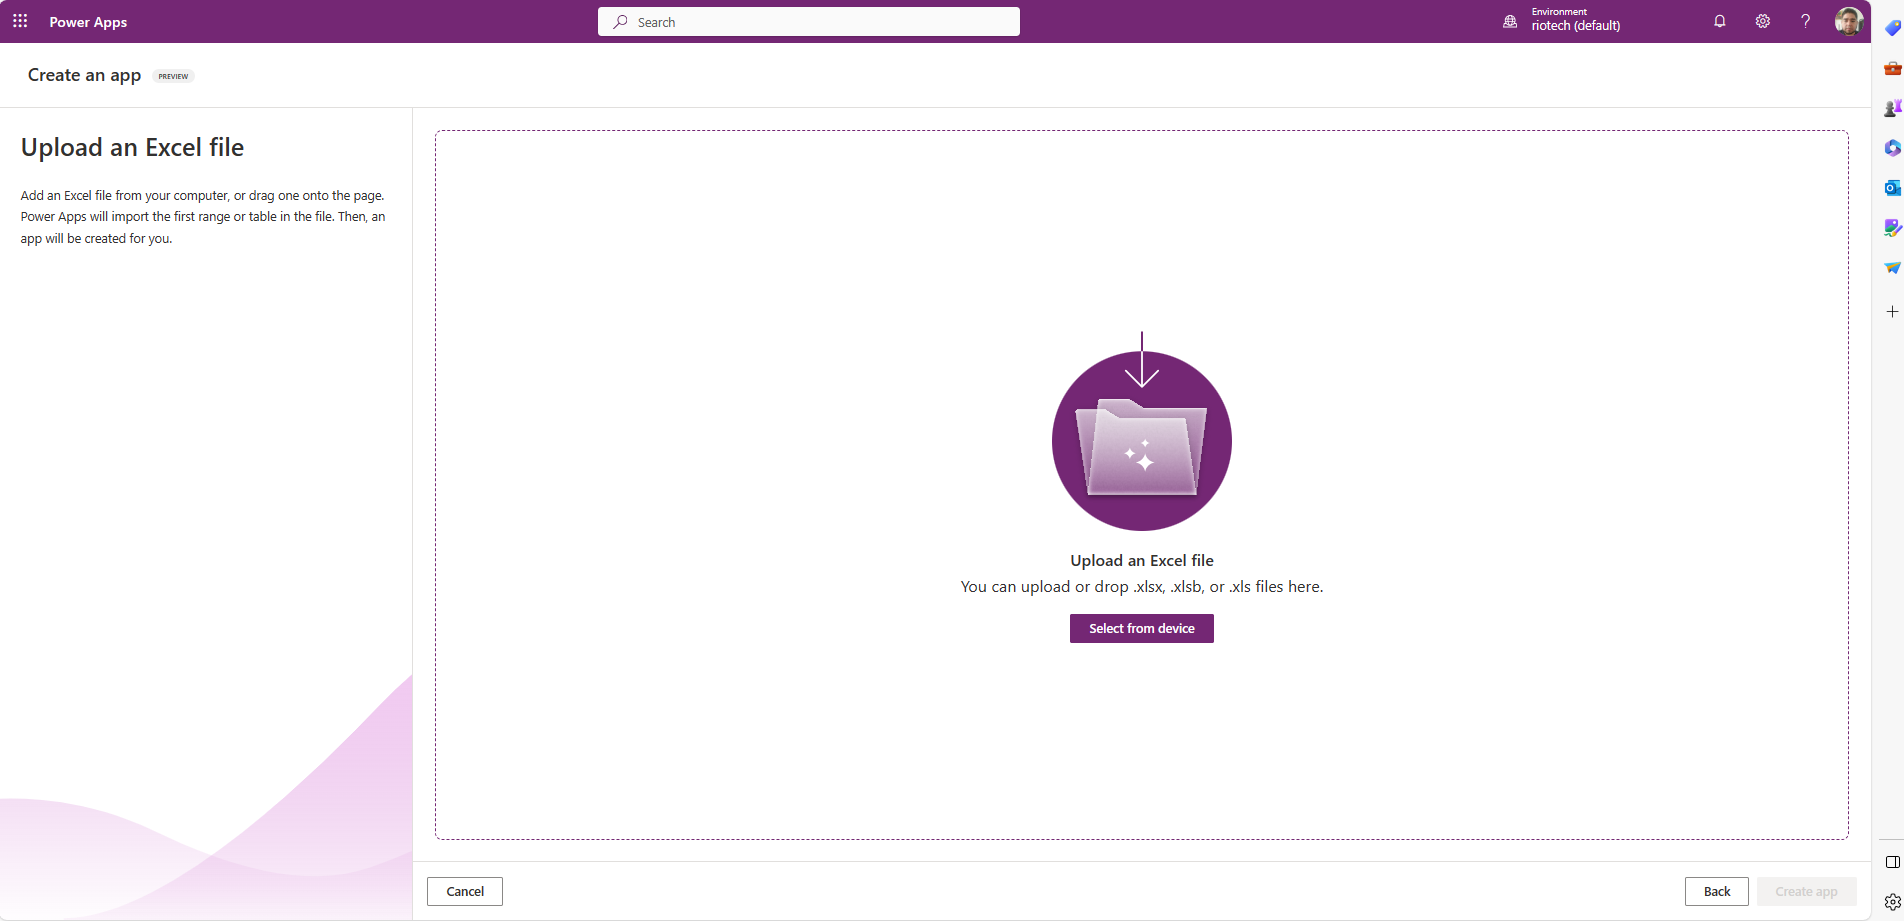 Power Apps
Search
Environment
riotech (default)
Create an app
PREVIEW
Upload an Excel file
Add an Excel file from your computer, or drag one onto the page.
Power Apps will import the first range or table in the file. Then, an
app will be created for you.
Upload an Excel file
You can upload or drop .xlsx, .xlsb, or .xls files here.
Select from device
Cancel
Back
Create app